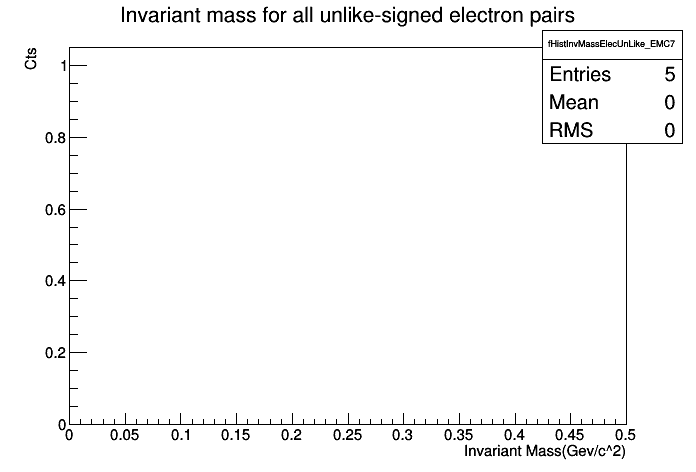 Invariant mass for all unlike-signed electron pairs
fHistInvMassElecUnLike_EMC7
Entries 5
Mean 0
RMS 0
Cts
1
0.8
0.6
0.4
0.2
0
0 0.05 0.1 0.15 0.2 0.25 0.3 0.35 0.4 0.45 0.5
Invariant Mass(Gev/c^2)